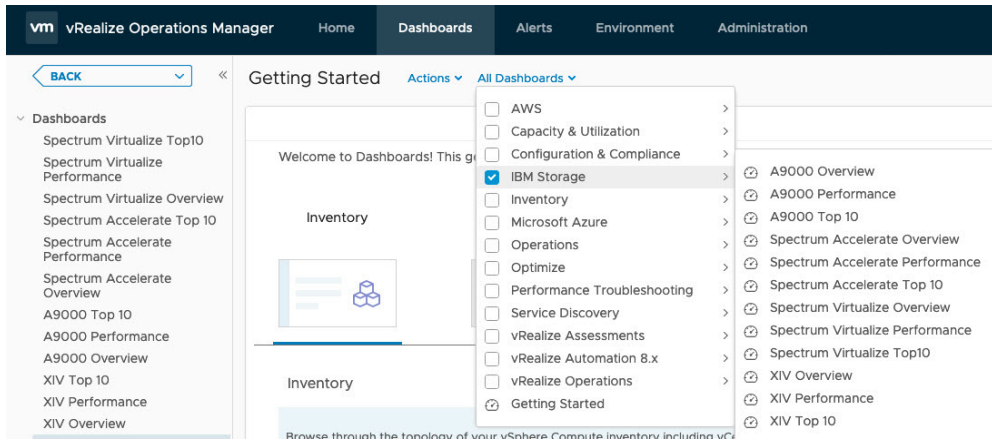 vm vRealize Operations Manager Home Dashboards Alerts Environment Administration
BACK
Getting Started Actions All Dashboards
Dashboards
Spectrum Virtualize Top10
Spectrum Virtualize
Performance
Spectrum Virtualize Overview
Spectrum Accelerate Top 10
Spectrum Accelerate
Performance
Spectrum Accelerate
Overview
A9000 Top 10
A9000 Performance
A9000 Overview
XIV Top 10
XIV Performance
XIV Overview
Welcome to Dashboards! This g
Inventory
Inventory
Browse through the topology of your vSphere Compute inventory including
AWS
Capacity & Utilization
Configuration & Compliance
IBM Storage
Inventory
Microsoft Azure
Operations
Optimize
Performance Troubleshooting
Service Discovery
vRealize Assessments
vRealize Automation 8.x
vRealize Operations
Getting Started
A9000 Overview
A9000 Performance
A9000 Top 10
Spectrum Accelerate Overview
Spectrum Accelerate Performance
Spectrum Accelerate Top 10
Spectrum Virtualize Overview
Spectrum Virtualize Performance
Spectrum Virtualize Top10
XIV Overview
XIV Performance
XIV Top 10